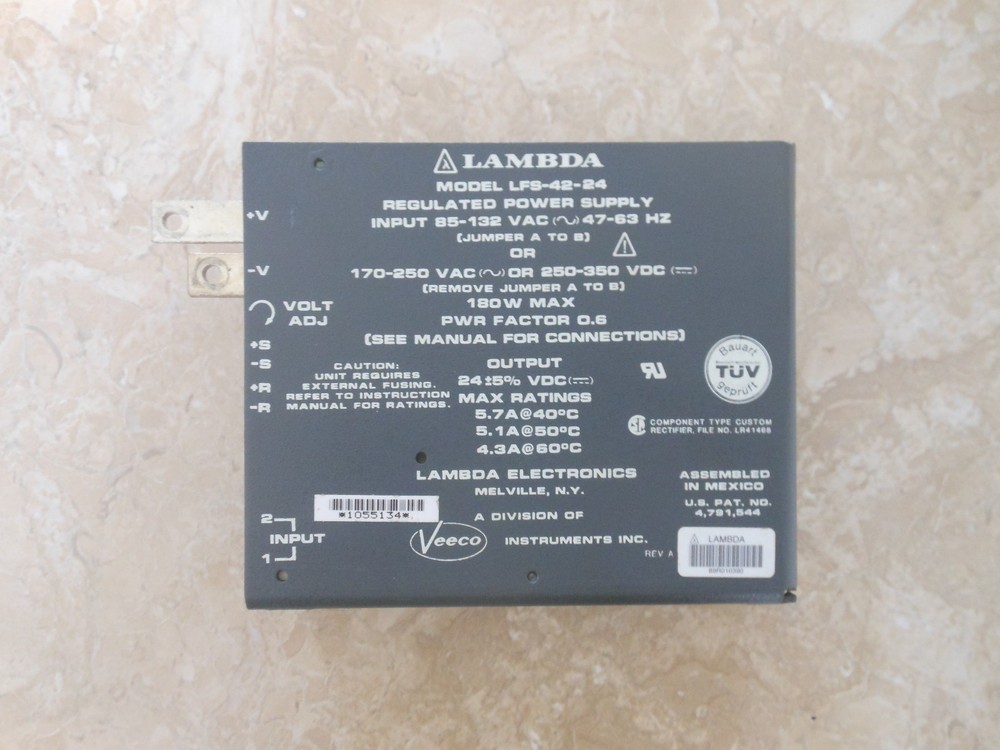 LAMBDA
MODEL LFS-42-24
REGULATED POWER SUPPLY
INPUT 85-132 VAC (∿) 47-63 HZ
(JUMPER A TO B)
OR
170-250 VAC (∿) OR 250-350 VDC (⎓)
(REMOVE JUMPER A TO B)
180W MAX
PWR FACTOR 0.6
(SEE MANUAL FOR CONNECTIONS)
+V
-V
VOLT
ADJ
+S
-S
+R
-R
CAUTION:
UNIT REQUIRES
EXTERNAL FUSING.
REFER TO INSTRUCTION
MANUAL FOR RATINGS.
OUTPUT
24±5% VDC (⎓)
MAX RATINGS
5.7A@40°C
5.1A@50°C
4.3A@60°C
Bauart
TÜV
geprüft
COMPONENT TYPE CUSTOM
RECTIFIER, FILE NO. LR41468
LAMBDA ELECTRONICS
MELVILLE, N.Y.
A DIVISION OF
Veeco INSTRUMENTS INC.
ASSEMBLED
IN MEXICO
U.S. PAT. NO.
4,791,544
*1055134*
2
INPUT
1
REV A
LAMBDA